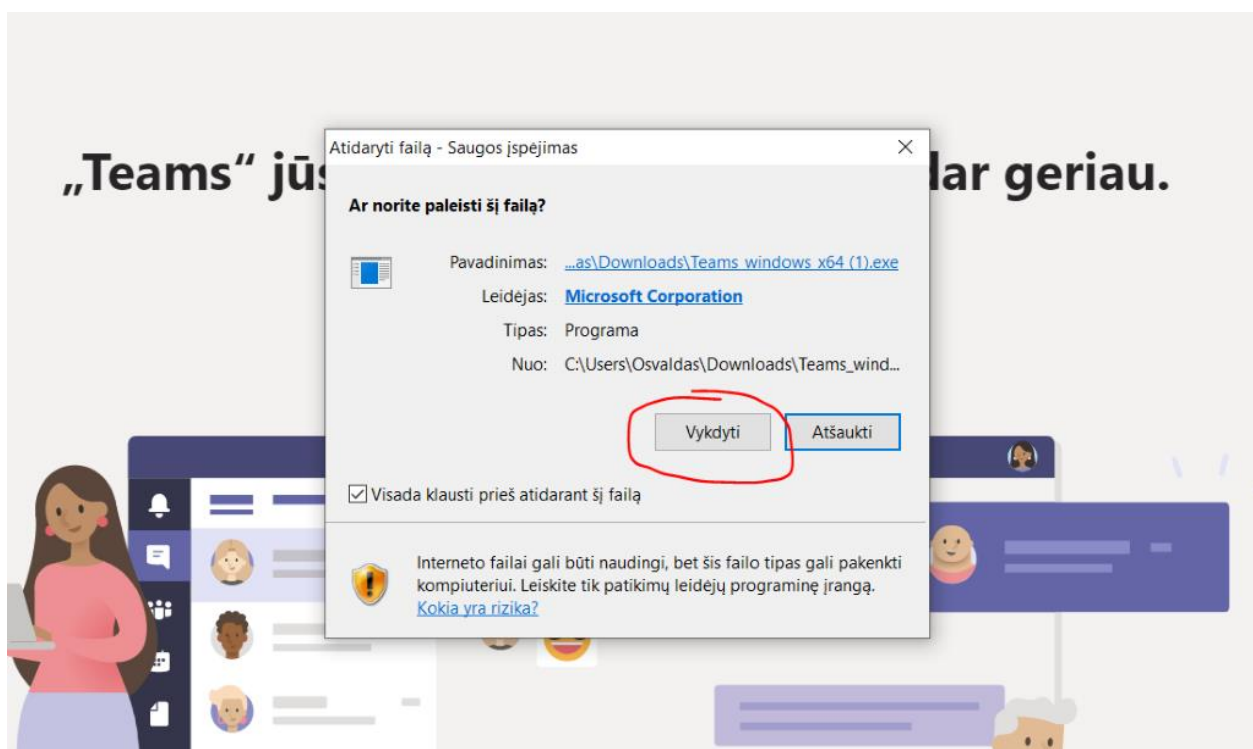 Atidaryti failą - Saugos įspėjimas
„Teams“ dar geriau.
Ar norite paleisti šį failą?
Pavadinimas: ...as\Downloads\Teams_windows_x64 (1).exe
Leidėjas: Microsoft Corporation
Tipas: Programa
Nuo: C:\Users\Osvaldas\Downloads\Teams_wind...
Vykdyti Atšaukti
Visada klausti prieš atidarant šį failą
Interneto failai gali būti naudingi, bet šis failo tipas gali pakenkti
kompiuteriui. Leiskite tik patikimų leidėjų programinę įrangą.
Kokia yra rizika?